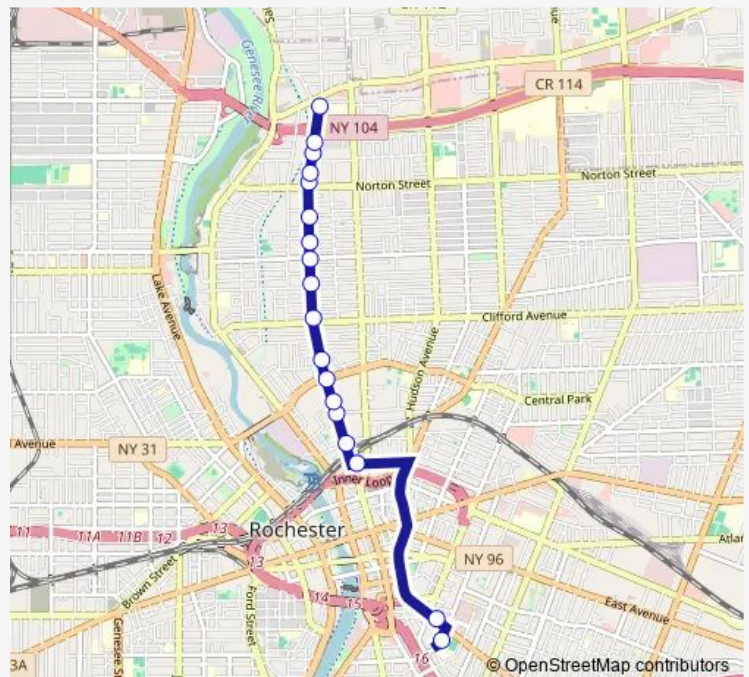 Genesee River
CR 114
NY 104
Norton Street
Norton Street
Lake Avenue
Clifford Avenue
Hudson Avenue
Central Park
Avenue
NY 31
Inner Loop
11
11A
11B
12
13
Rochester
13
NY 96
Brown Street
14
15
Ford Street
East Avenue
Genesee S
3A
16
© OpenStreetMap contributors